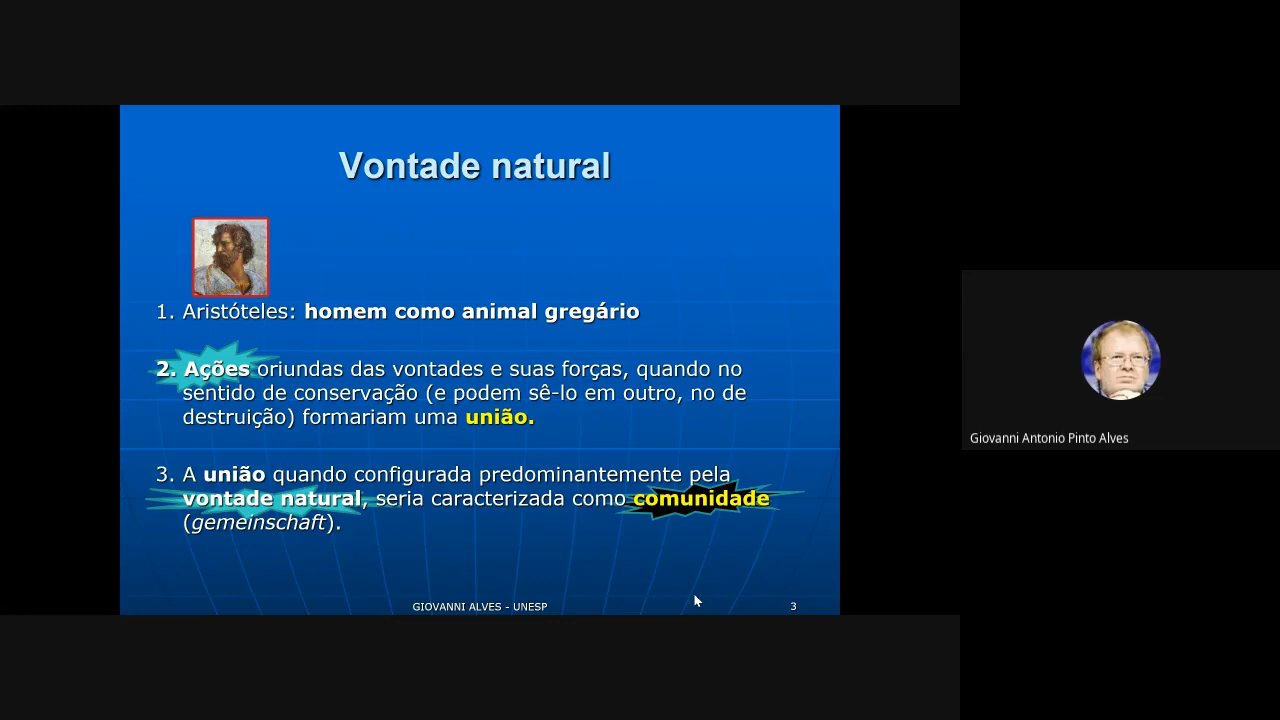 Vontade natural
1. Aristóteles: homem como animal gregário
2. Ações oriundas das vontades e suas forças, quando no
sentido de conservação (e podem sê-lo em outro, no de
destruição) formariam uma união.
3. A união quando configurada predominantemente pela
vontade natural, seria caracterizada como comunidade
(gemeinschaft).
GIOVANNI ALVES - UNESP
3
Giovanni Antonio Pinto Alves